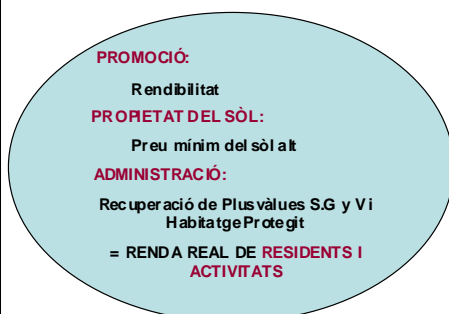 PROMOCIÓ:
Rendibilitat
PROPIETAT DEL SÒL:
Preu mínim del sòl alt
ADMINISTRACIÓ:
Recuperació de Plusvàlues S.G y Vi
Habitatge Protegit
= RENDA REAL DE RESIDENTS I
ACTIVITATS